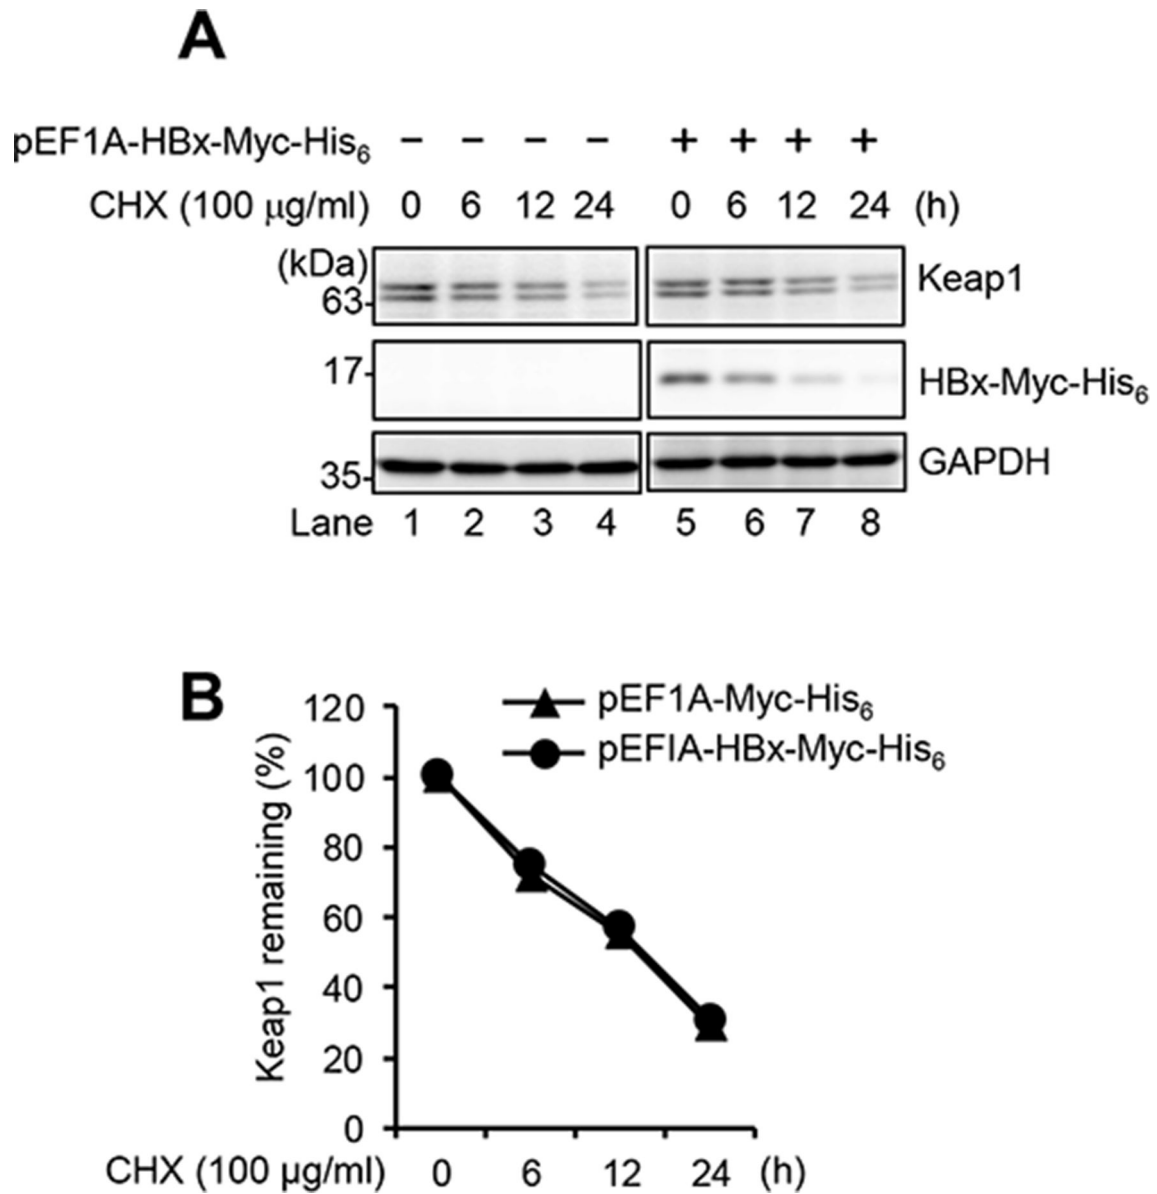 A
pEF1A-HBx-Myc-His6 − − − − + + + +
CHX (100 μg/ml) 0 6 12 24 0 6 12 24 (h)
(kDa)
63- Keap1
17- HBx-Myc-His6
35- GAPDH
Lane 1 2 3 4 5 6 7 8
B
pEF1A-Myc-His6
pEFIA-HBx-Myc-His6
Keap1 remaining (%)
120
100
80
60
40
20
0
CHX (100 μg/ml) 0 6 12 24 (h)